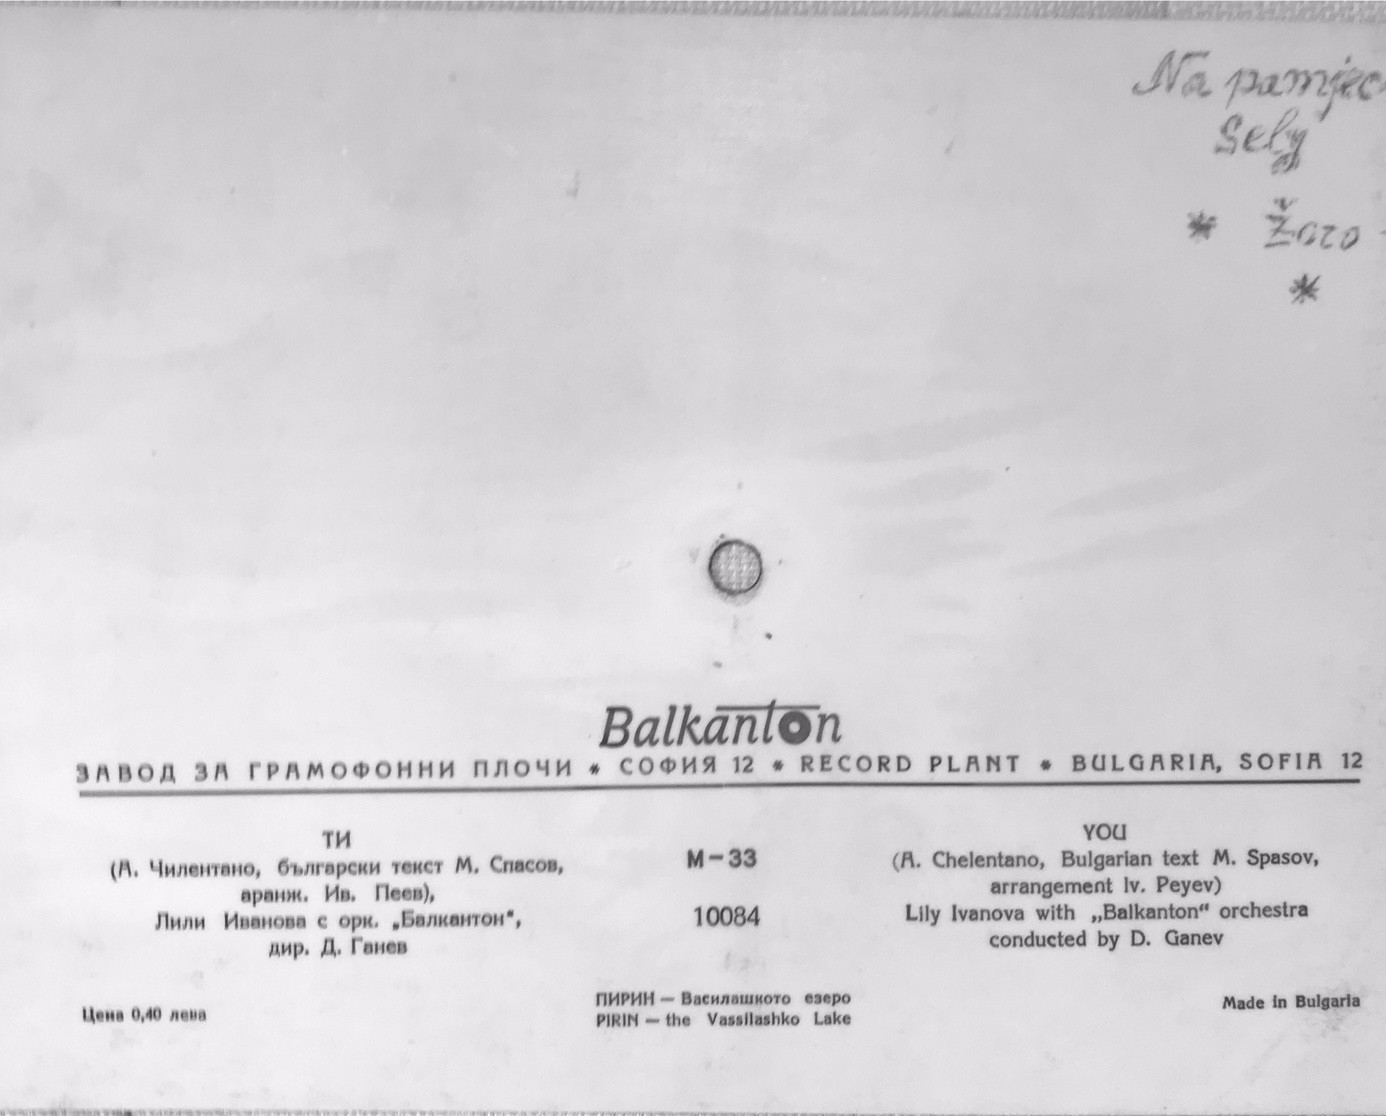 Na pamjec
Sely
* Žoro
*
Balkanton
ЗАВОД ЗА ГРАМОФОННИ ПЛОЧИ * СОФИЯ 12 * RECORD PLANT * BULGARIA, SOFIA 12
ТИ
(А. Чилентано, български текст М. Спасов,
аранж. Ив. Пеев),
Лили Иванова с орк. „Балкантон“,
дир. Д. Ганев
М–33
10084
YOU
(A. Chelentano, Bulgarian text M. Spasov,
arrangement Iv. Peyev)
Lily Ivanova with „Balkanton“ orchestra
conducted by D. Ganev
Цена 0,40 лева
ПИРИН — Василашкото езеро
PIRIN — the Vassilashko Lake
Made in Bulgaria